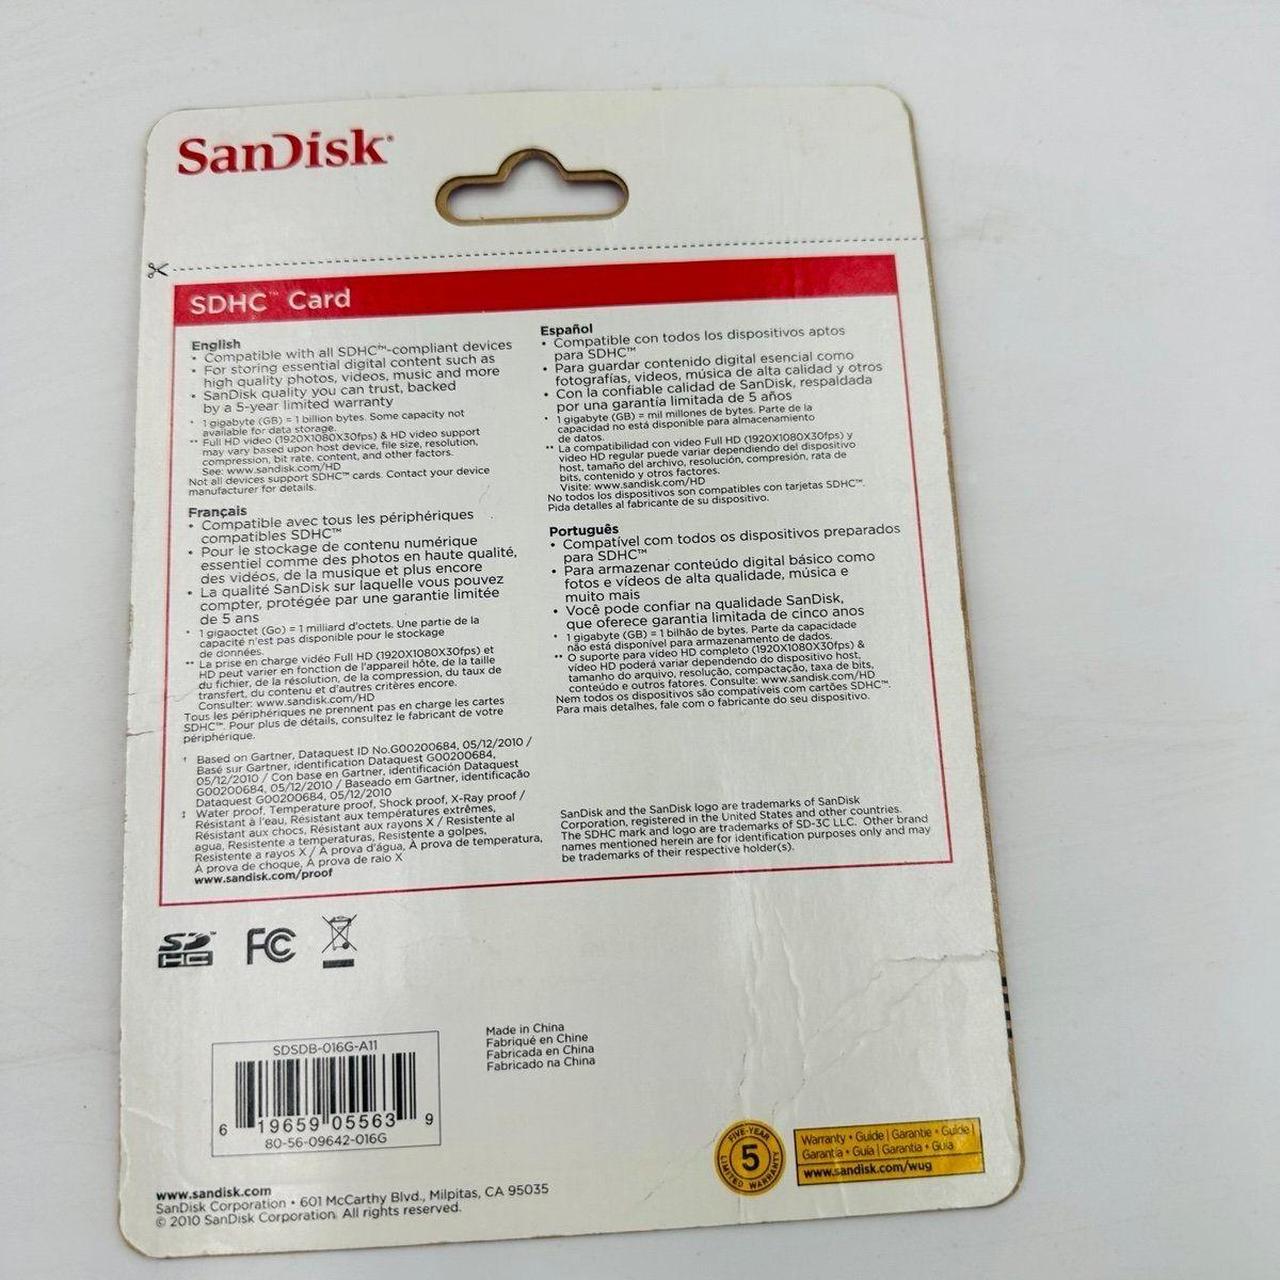 SanDisk®
SDHC™ Card
English
• Compatible with all SDHC™-compliant devices
• For storing essential digital content such as
high quality photos, videos, music and more
• SanDisk quality you can trust, backed
by a 5-year limited warranty
* 1 gigabyte (GB) = 1 billion bytes. Some capacity not
available for data storage.
** Full HD video (1920X1080X30fps) & HD video support
may vary based upon host device, file size, resolution,
compression, bit rate, content, and other factors.
See: www.sandisk.com/HD
Not all devices support SDHC™ cards. Contact your device
manufacturer for details.
Français
• Compatible avec tous les périphériques
compatibles SDHC™
• Pour le stockage de contenu numérique
essentiel comme des photos en haute qualité,
des vidéos, de la musique et plus encore
• La qualité SanDisk sur laquelle vous pouvez
compter, protégée par une garantie limitée
de 5 ans
* 1 gigaoctet (Go) = 1 milliard d'octets. Une partie de la
capacité n'est pas disponible pour le stockage
de données.
** La prise en charge vidéo Full HD (1920X1080X30fps) et
HD peut varier en fonction de l'appareil hôte, de la taille
du fichier, de la résolution, de la compression, du taux de
transfert, du contenu et d'autres critères encore.
Consulter: www.sandisk.com/HD
Tous les périphériques ne prennent pas en charge les cartes
SDHC™. Pour plus de détails, consultez le fabricant de votre
périphérique.
† Based on Gartner, Dataquest ID No.G00200684, 05/12/2010 /
Basé sur Gartner, identification Dataquest G00200684,
05/12/2010 / Con base en Gartner, identificación Dataquest
G00200684, 05/12/2010 / Baseado em Gartner, identificação
Dataquest G00200684, 05/12/2010
‡ Water proof, Temperature proof, Shock proof, X-Ray proof /
Résistant à l'eau, Résistant aux températures extrêmes,
Résistant aux chocs, Résistant aux rayons X / Resistente al
agua, Resistente a temperaturas, Resistente a golpes,
Resistente a rayos X / À prova d'água, À prova de temperatura,
À prova de choque, À prova de raio X
www.sandisk.com/proof
Español
• Compatible con todos los dispositivos aptos
para SDHC™
• Para guardar contenido digital esencial como
fotografías, videos, música de alta calidad y otros
• Con la confiable calidad de SanDisk, respaldada
por una garantía limitada de 5 años
* 1 gigabyte (GB) = mil millones de bytes. Parte de la
capacidad no está disponible para almacenamiento
de datos.
** La compatibilidad con video Full HD (1920X1080X30fps) y
video HD regular puede variar dependiendo del dispositivo
host, tamaño del archivo, resolución, compresión, rata de
bits, contenido y otros factores.
Visite: www.sandisk.com/HD
No todos los dispositivos son compatibles con tarjetas SDHC™.
Pida detalles al fabricante de su dispositivo.
Português
• Compatível com todos os dispositivos preparados
para SDHC™
• Para armazenar conteúdo digital básico como
fotos e vídeos de alta qualidade, música e
muito mais
• Você pode confiar na qualidade SanDisk,
que oferece garantia limitada de cinco anos
* 1 gigabyte (GB) = 1 bilhão de bytes. Parte da capacidade
não está disponível para armazenamento de dados.
** O suporte para vídeo HD completo (1920X1080X30fps) &
vídeo HD poderá variar dependendo do dispositivo host,
tamanho do arquivo, resolução, compactação, taxa de bits,
conteúdo e outros fatores. Consulte: www.sandisk.com/HD
Nem todos os dispositivos são compatíveis com cartões SDHC™.
Para mais detalhes, fale com o fabricante do seu dispositivo.
SanDisk and the SanDisk logo are trademarks of SanDisk
Corporation, registered in the United States and other countries.
The SDHC mark and logo are trademarks of SD-3C LLC. Other brand
names mentioned herein are for identification purposes only and may
be trademarks of their respective holder(s).
SD™ HC
FC
SDSDB-016G-A11
6 19659 05563 9
80-56-09642-016G
Made in China
Fabriqué en Chine
Fabricada en China
Fabricado na China
FIVE-YEAR
5
LIMITED WARRANTY
Warranty • Guide | Garantie • Guide |
Garantía • Guía | Garantia • Guia
www.sandisk.com/wug
www.sandisk.com
SanDisk Corporation • 601 McCarthy Blvd., Milpitas, CA 95035
© 2010 SanDisk Corporation. All rights reserved.